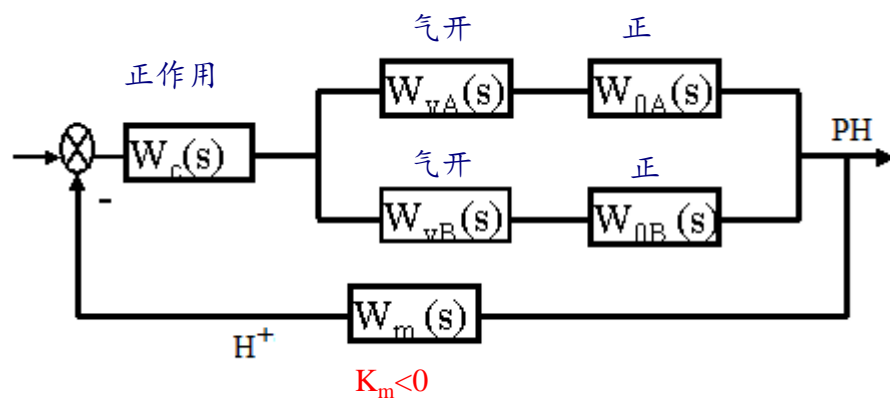 气开
正
正作用
W_vA(s)
W_0A(s)
PH
W_c(s)
气开
正
-
W_vB(s)
W_0B(s)
W_m(s)
H⁺
K_m<0